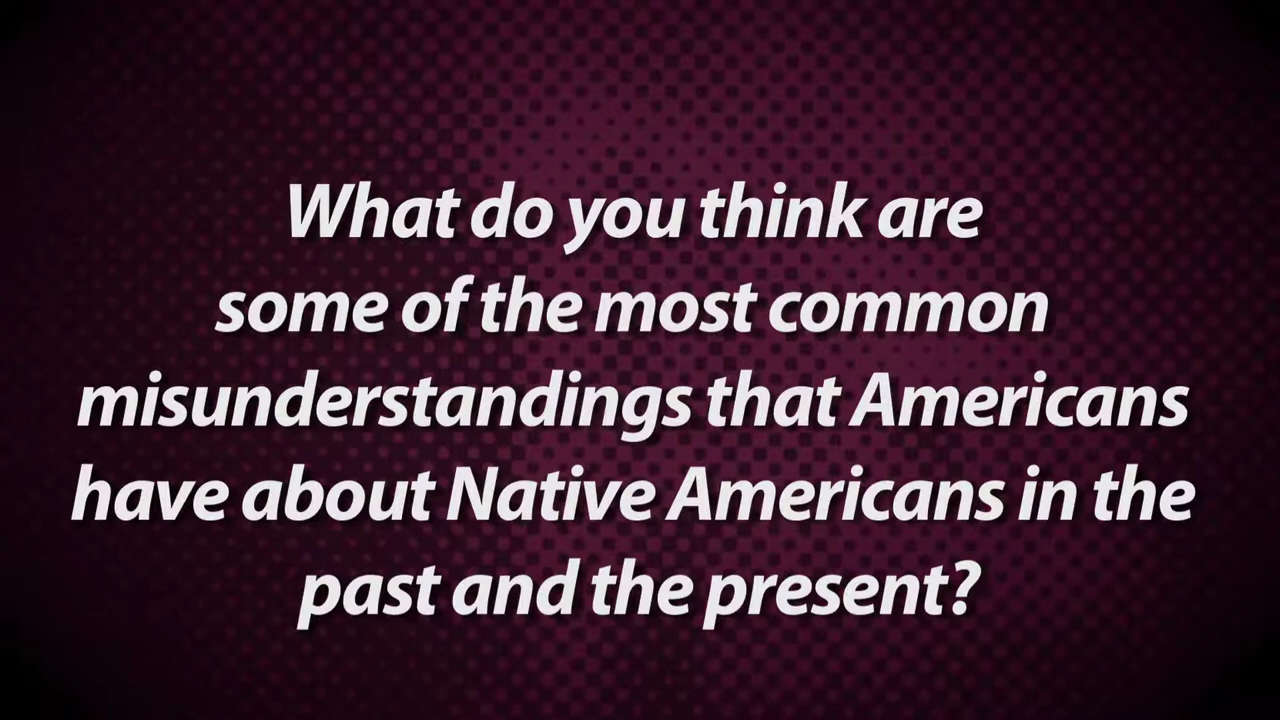 What do you think are
some of the most common
misunderstandings that Americans
have about Native Americans in the
past and the present?